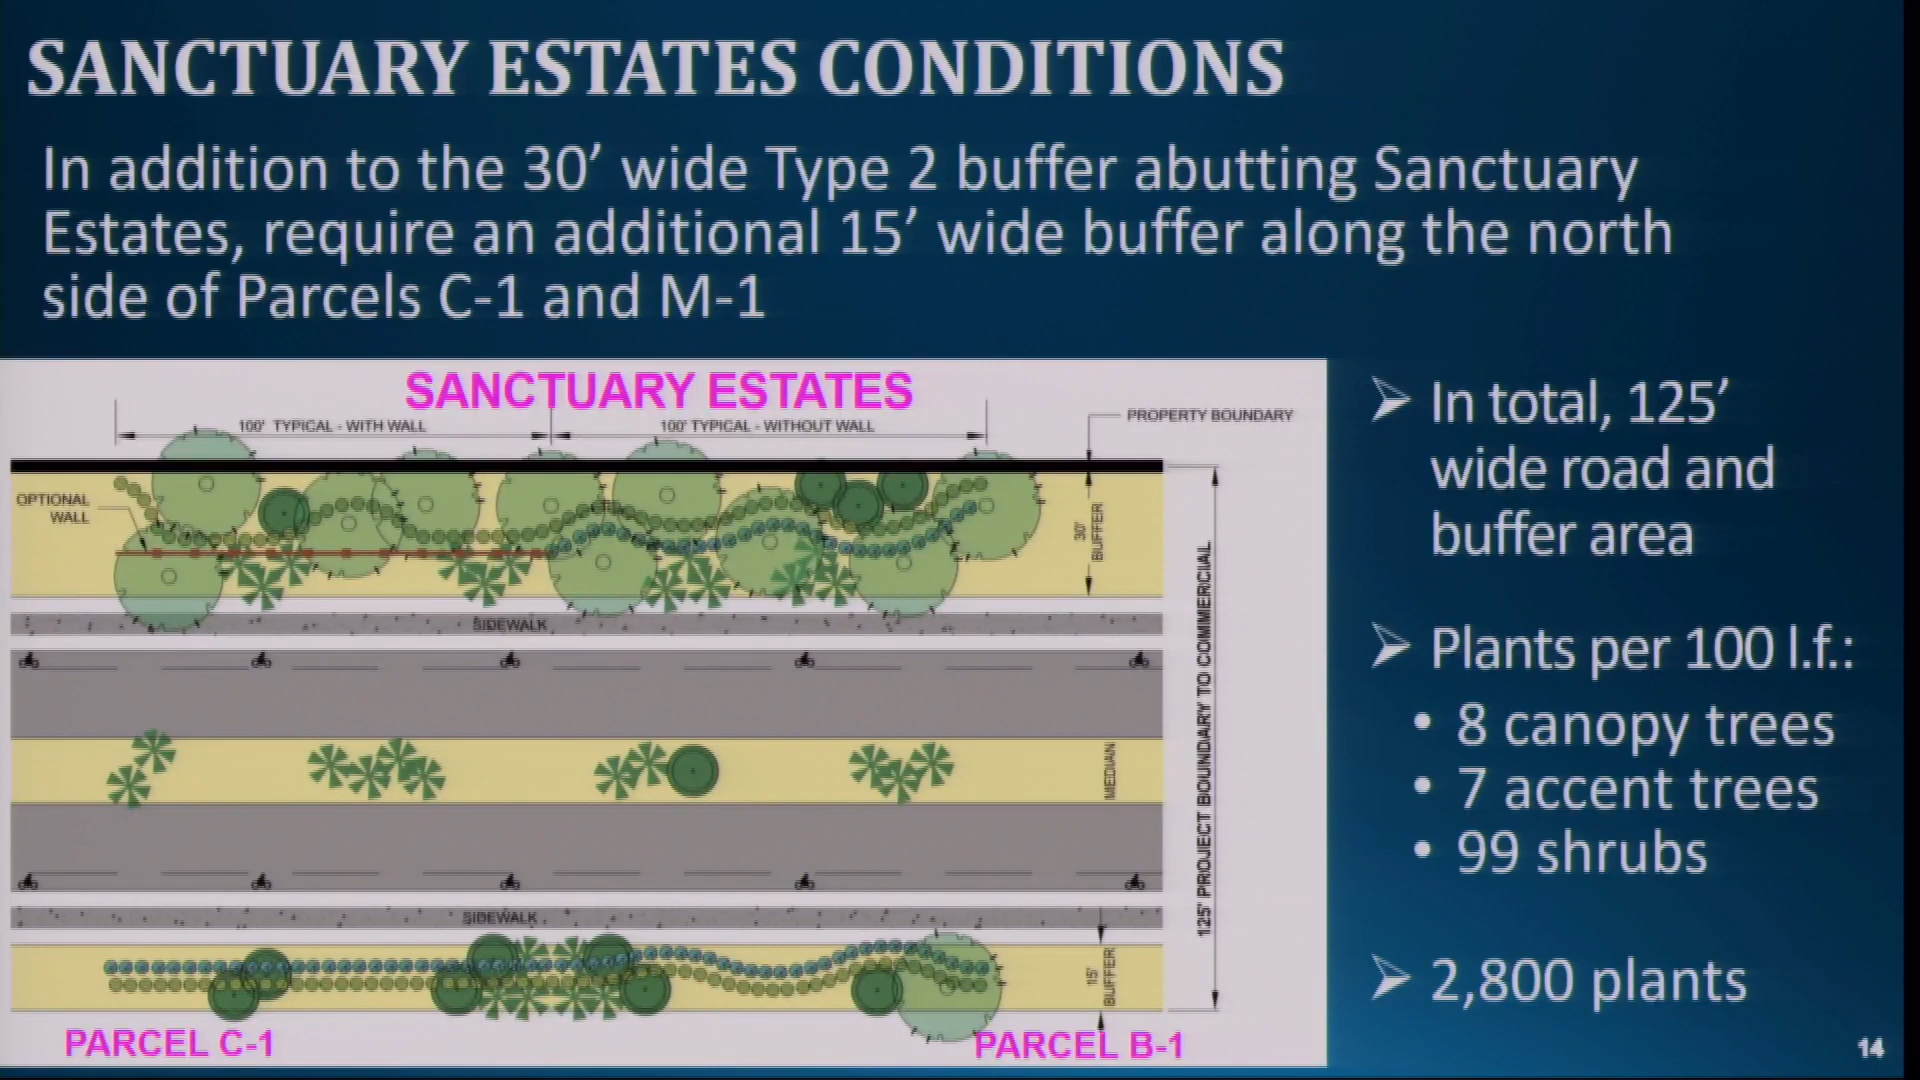 SANCTUARY ESTATES CONDITIONS
In addition to the 30’ wide Type 2 buffer abutting Sanctuary
Estates, require an additional 15’ wide buffer along the north
side of Parcels C-1 and M-1
SANCTUARY ESTATES
100' TYPICAL - WITH WALL
100' TYPICAL - WITHOUT WALL
PROPERTY BOUNDARY
OPTIONAL
WALL
30'
BUFFER
SIDEWALK
MEDIAN
125' PROJECT BOUNDARY TO COMMERCIAL
SIDEWALK
15'
BUFFER
PARCEL C-1
PARCEL B-1
➢ In total, 125’
wide road and
buffer area
➢ Plants per 100 l.f.:
• 8 canopy trees
• 7 accent trees
• 99 shrubs
➢ 2,800 plants
14